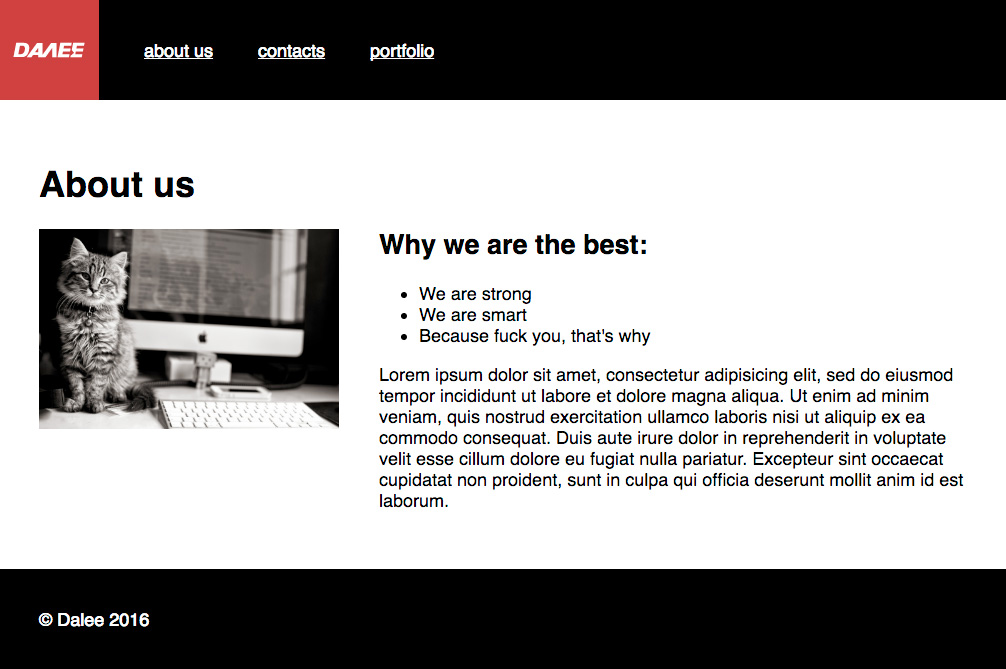 DAΛEE
about us
contacts
portfolio
About us
Why we are the best:
We are strong
We are smart
Because fuck you, that's why
Lorem ipsum dolor sit amet, consectetur adipisicing elit, sed do eiusmod
tempor incididunt ut labore et dolore magna aliqua. Ut enim ad minim
veniam, quis nostrud exercitation ullamco laboris nisi ut aliquip ex ea
commodo consequat. Duis aute irure dolor in reprehenderit in voluptate
velit esse cillum dolore eu fugiat nulla pariatur. Excepteur sint occaecat
cupidatat non proident, sunt in culpa qui officia deserunt mollit anim id est
laborum.
© Dalee 2016